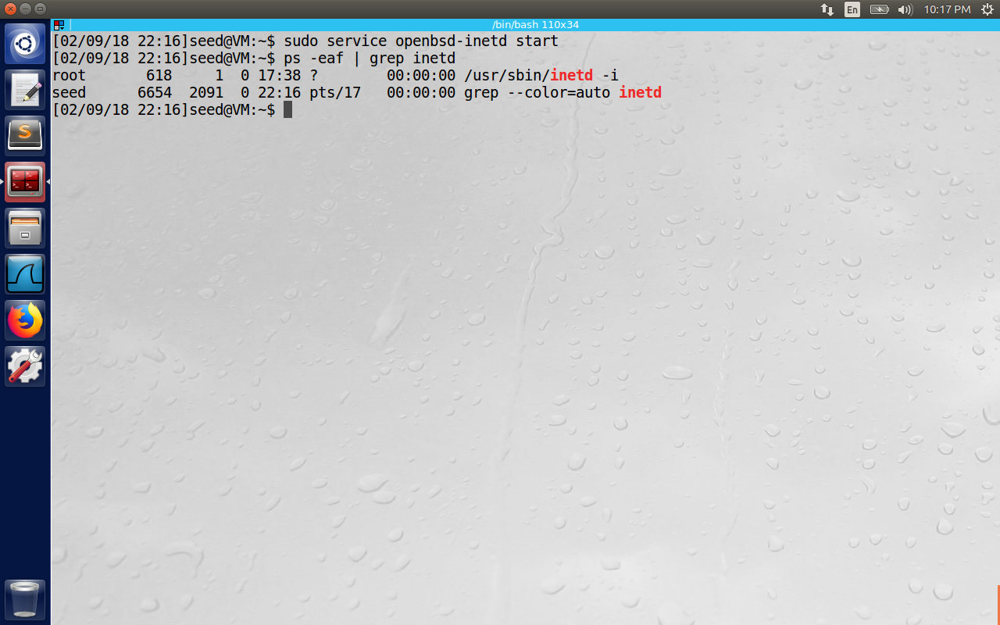 En 10:17 PM
/bin/bash 110x34
[02/09/18 22:16]seed@VM:~$ sudo service openbsd-inetd start
[02/09/18 22:16]seed@VM:~$ ps -eaf | grep inetd
root       618     1  0 17:38 ?        00:00:00 /usr/sbin/inetd -i
seed      6654  2091  0 22:16 pts/17   00:00:00 grep --color=auto inetd
[02/09/18 22:16]seed@VM:~$